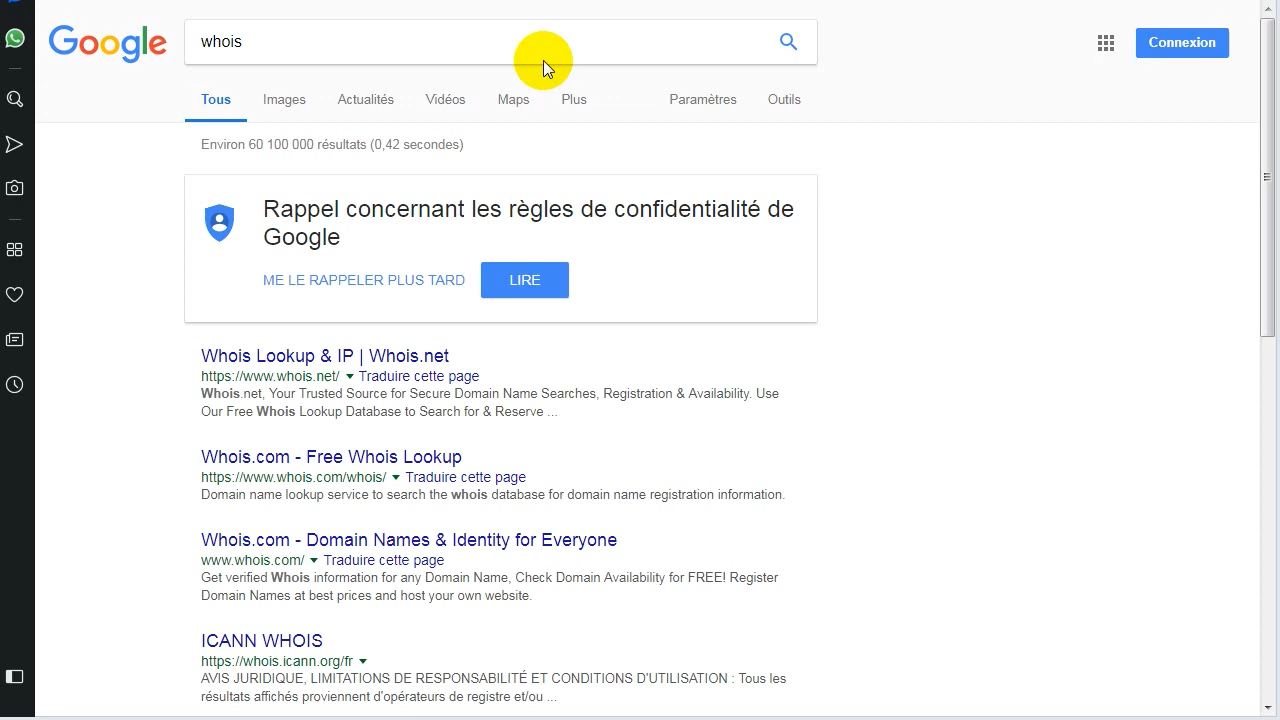 Google
whois
Connexion
Tous Images Actualités Vidéos Maps Plus Paramètres Outils
Environ 60 100 000 résultats (0,42 secondes)
Rappel concernant les règles de confidentialité de
Google
ME LE RAPPELER PLUS TARD LIRE
Whois Lookup & IP | Whois.net
https://www.whois.net/ Traduire cette page
Whois.net, Your Trusted Source for Secure Domain Name Searches, Registration & Availability. Use
Our Free Whois Lookup Database to Search for & Reserve ...
Whois.com - Free Whois Lookup
https://www.whois.com/whois/ Traduire cette page
Domain name lookup service to search the whois database for domain name registration information.
Whois.com - Domain Names & Identity for Everyone
www.whois.com/ Traduire cette page
Get verified Whois information for any Domain Name, Check Domain Availability for FREE! Register
Domain Names at best prices and host your own website.
ICANN WHOIS
https://whois.icann.org/fr
AVIS JURIDIQUE, LIMITATIONS DE RESPONSABILITÉ ET CONDITIONS D'UTILISATION : Tous les
résultats affichés proviennent d'opérateurs de registre et/ou ...